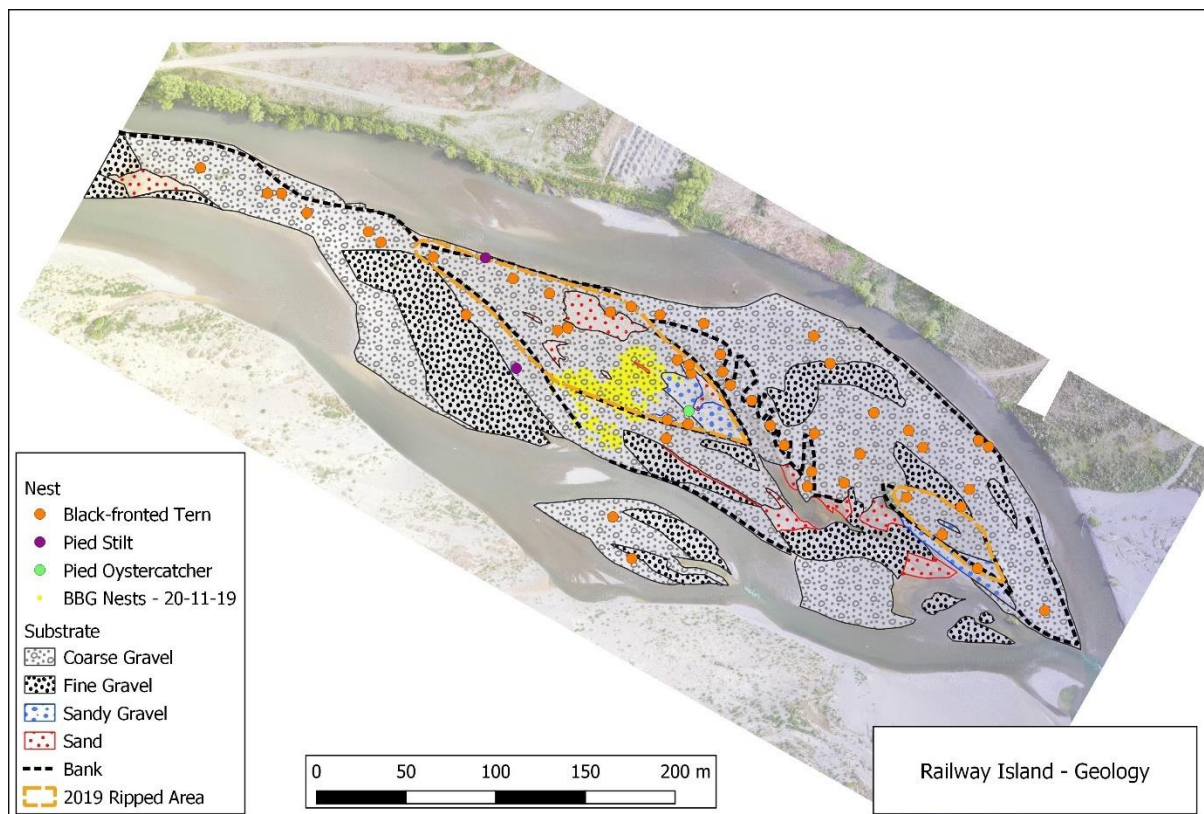 Nest
Black-fronted Tern
Pied Stilt
Pied Oystercatcher
BBG Nests - 20-11-19
Substrate
Coarse Gravel
Fine Gravel
Sandy Gravel
Sand
Bank
2019 Ripped Area
0 50 100 150 200 m
Railway Island - Geology